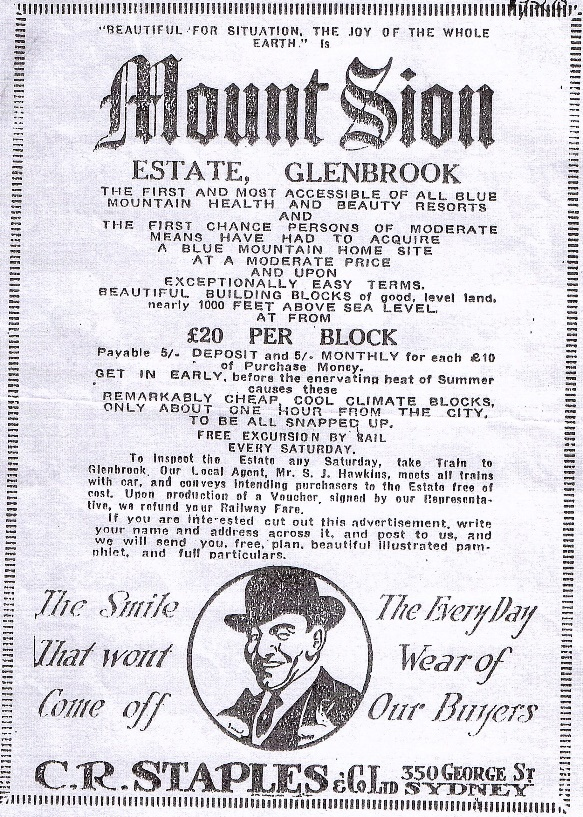 "BEAUTIFUL FOR SITUATION, THE JOY OF THE WHOLE
EARTH." Is
Mount Sion
ESTATE, GLENBROOK
THE FIRST AND MOST ACCESSIBLE OF ALL BLUE
MOUNTAIN HEALTH AND BEAUTY RESORTS
AND
THE FIRST CHANCE PERSONS OF MODERATE
MEANS HAVE HAD TO ACQUIRE
A BLUE MOUNTAIN HOME SITE
AT A MODERATE PRICE
AND UPON
EXCEPTIONALLY EASY TERMS.
BEAUTIFUL BUILDING BLOCKS of good, level land,
nearly 1000 FEET ABOVE SEA LEVEL.
AT FROM
£20 PER BLOCK
Payable 5/- DEPOSIT and 5/- MONTHLY for each £10
of Purchase Money.
GET IN EARLY, before the enervating heat of Summer
causes these
REMARKABLY CHEAP, COOL CLIMATE BLOCKS,
ONLY ABOUT ONE HOUR FROM THE CITY,
TO BE ALL SNAPPED UP.
FREE EXCURSION BY RAIL
EVERY SATURDAY.
To Inspect the Estate any Saturday, take Train to
Glenbrook. Our Local Agent, Mr. S. J. Hawkins, meets all trains
with car, and conveys intending purchasers to the Estate free of
cost. Upon production of a Voucher, signed by our Representa-
tive, we refund your Railway Fare.
If you are interested cut out this advertisement, write
your name and address across it, and post to us, and
we will send you, free, plan, beautiful illustrated pam-
phlet, and full particulars.
The Smile
That wont
Come off
The Every Day
Wear of
Our Buyers
C.R. STAPLES & Co LTD 350 GEORGE ST
SYDNEY